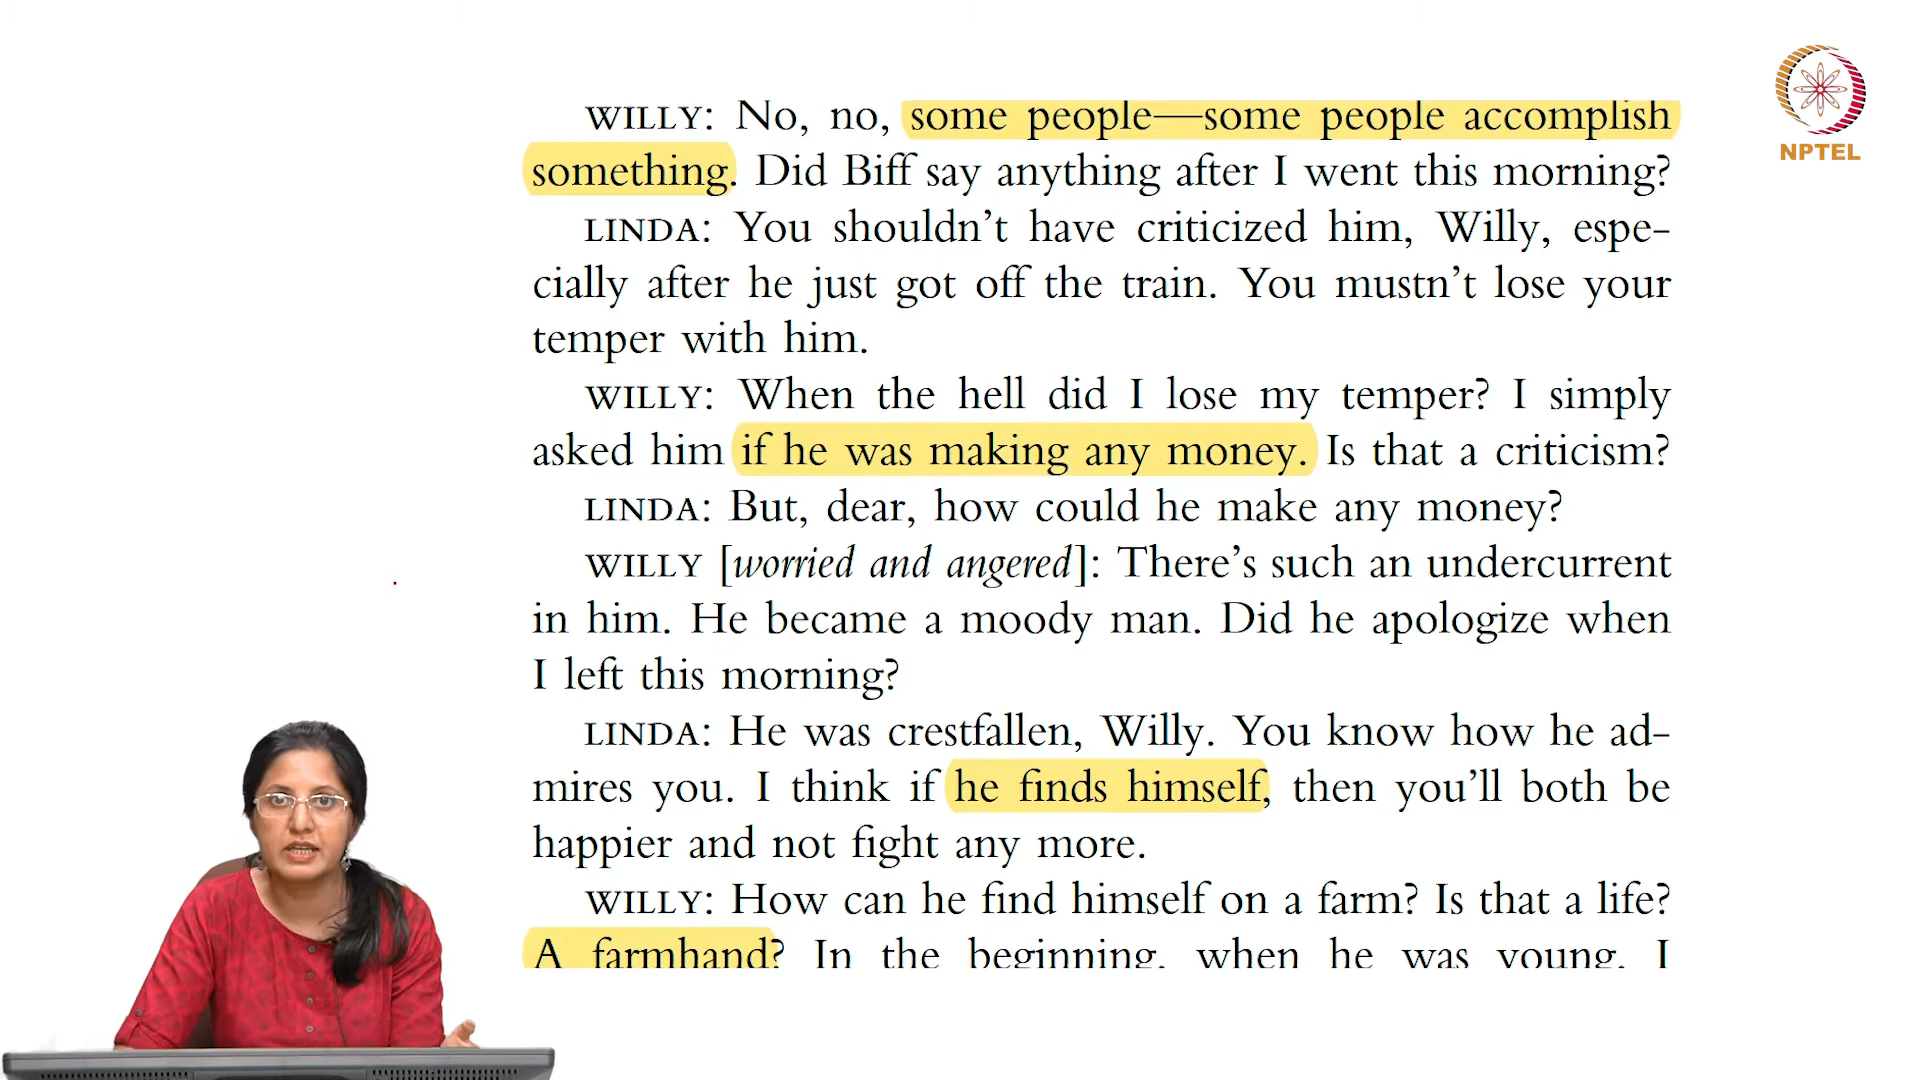 WILLY: No, no, some people—some people accomplish
something. Did Biff say anything after I went this morning?
LINDA: You shouldn't have criticized him, Willy, espe-
cially after he just got off the train. You mustn't lose your
temper with him.
WILLY: When the hell did I lose my temper? I simply
asked him if he was making any money. Is that a criticism?
LINDA: But, dear, how could he make any money?
WILLY [worried and angered]: There's such an undercurrent
in him. He became a moody man. Did he apologize when
I left this morning?
LINDA: He was crestfallen, Willy. You know how he ad-
mires you. I think if he finds himself, then you'll both be
happier and not fight any more.
WILLY: How can he find himself on a farm? Is that a life?
A farmhand? In the beginning, when he was young, I
NPTEL